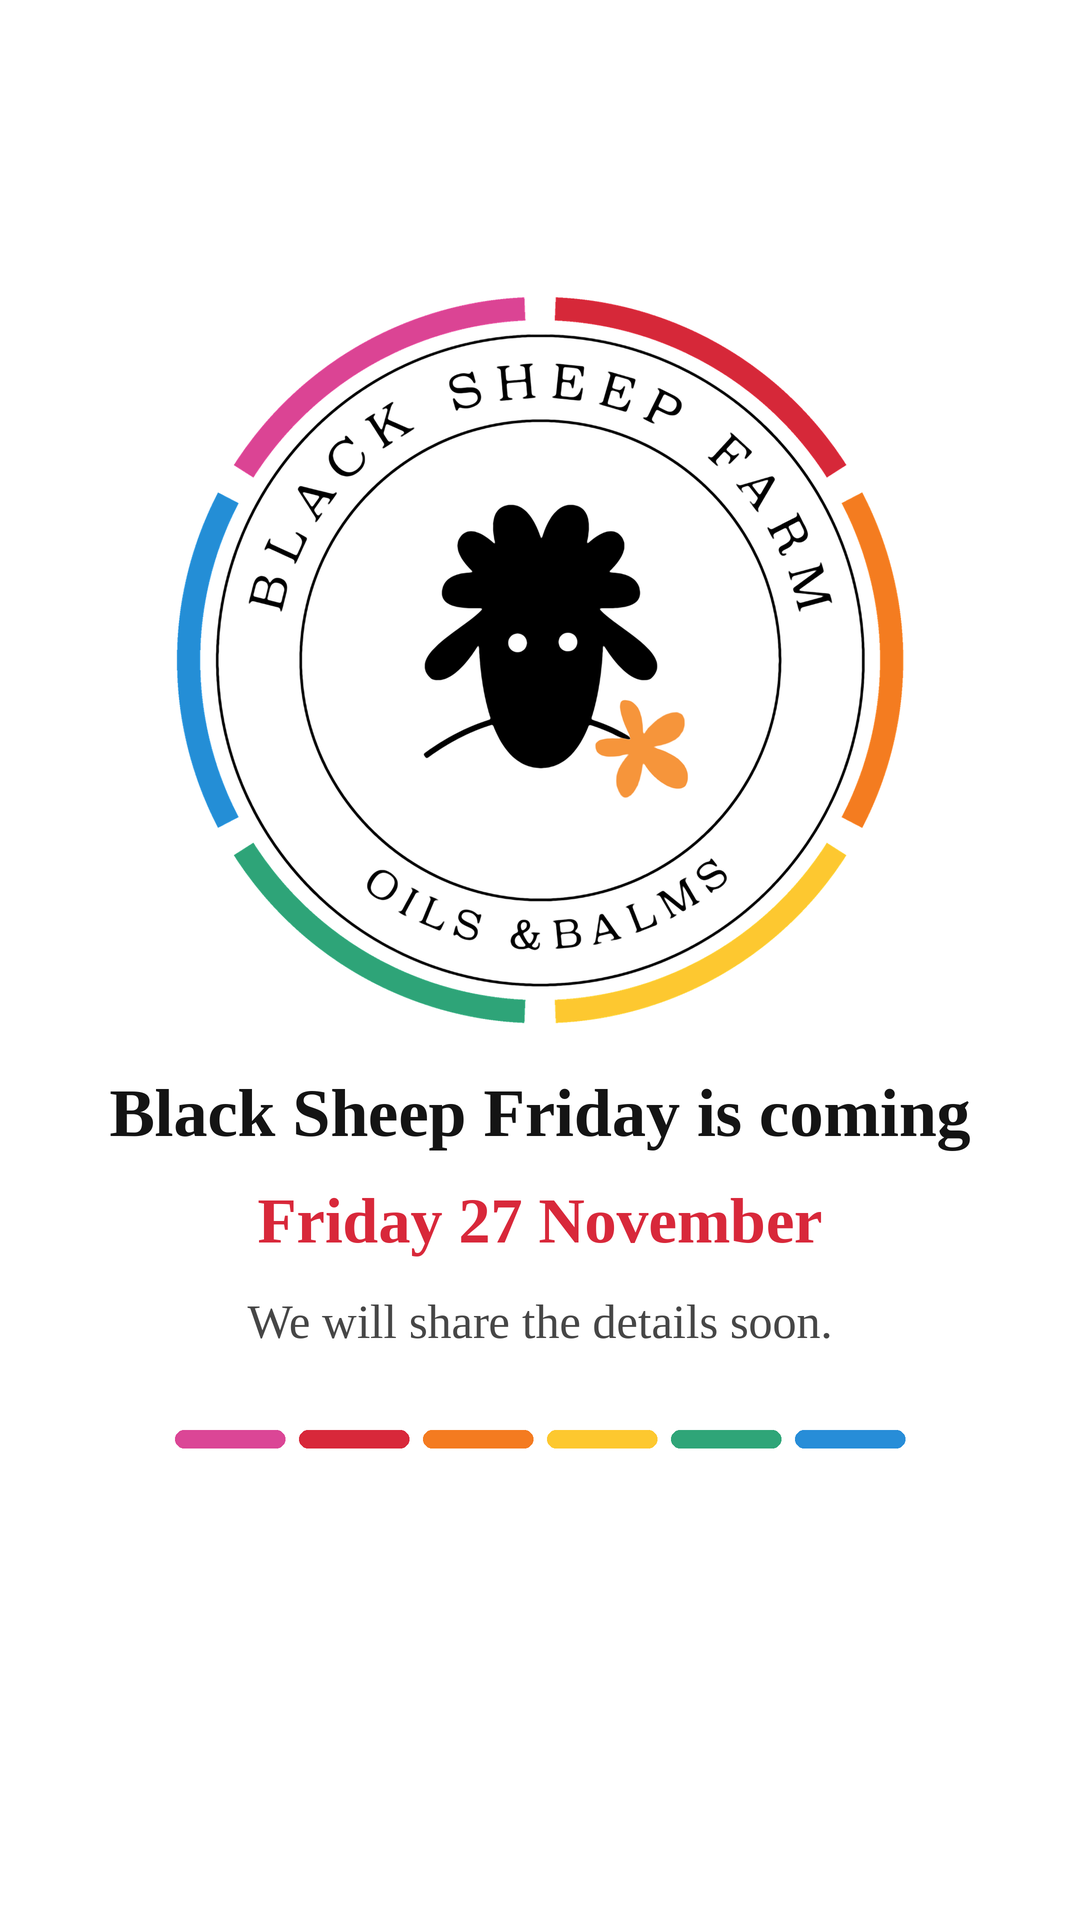 BLACK SHEEP FARM
OILS &BALMS
Black Sheep Friday is coming
Friday 27 November
We will share the details soon.